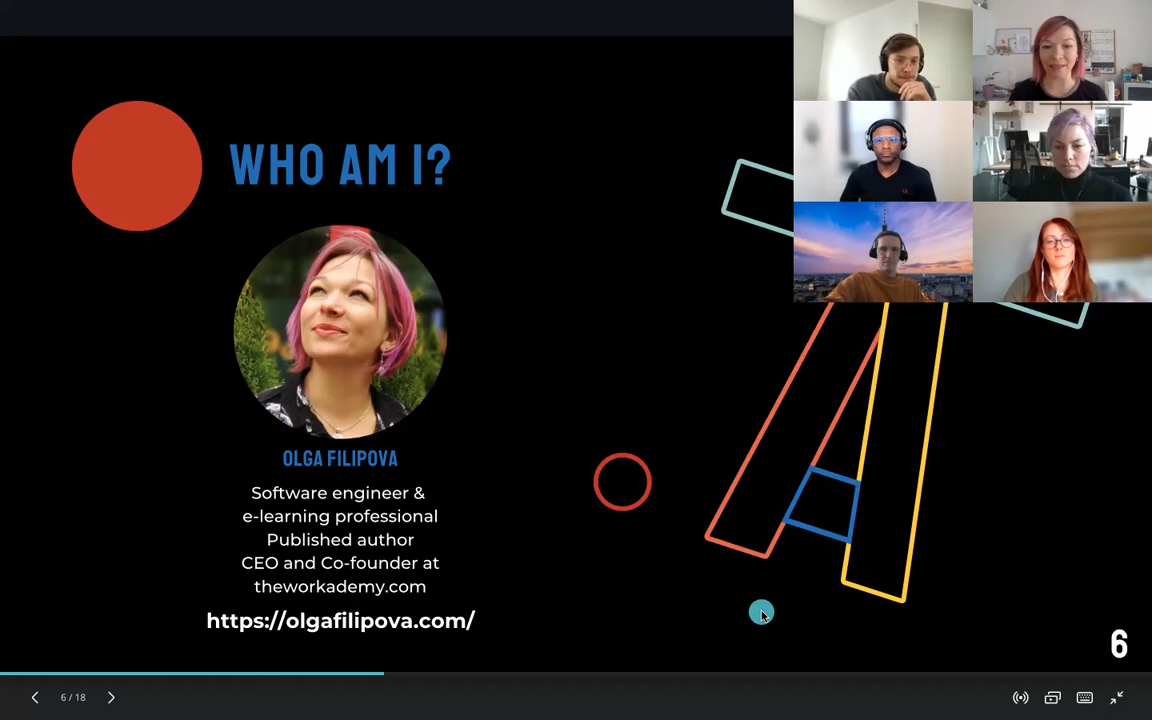 WHO AM I?
OLGA FILIPOVA
Software engineer &
e-learning professional
Published author
CEO and Co-founder at
theworkademy.com
https://olgafilipova.com/
6
6 / 18